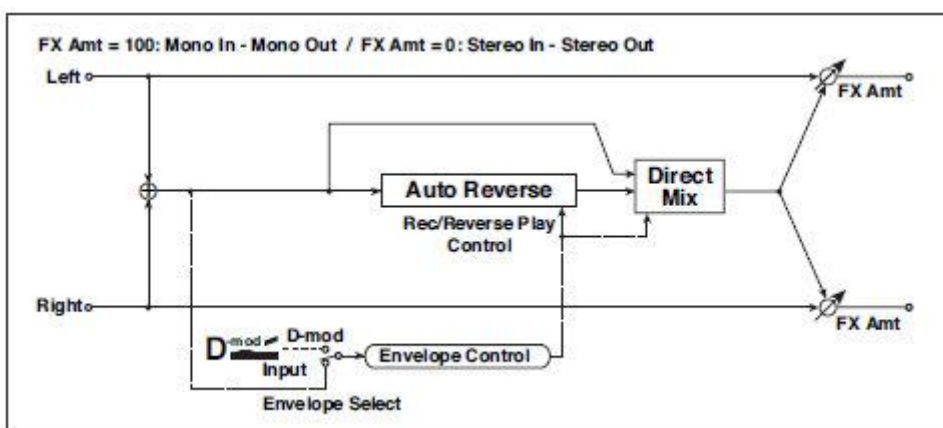 FX Amt = 100: Mono In - Mono Out / FX Amt = 0: Stereo In - Stereo Out
Left
FX Amt
Auto Reverse
Direct
Mix
Rec/Reverse Play
Control
Right
FX Amt
D-mod
D-mod
Input
Envelope Control
Envelope Select